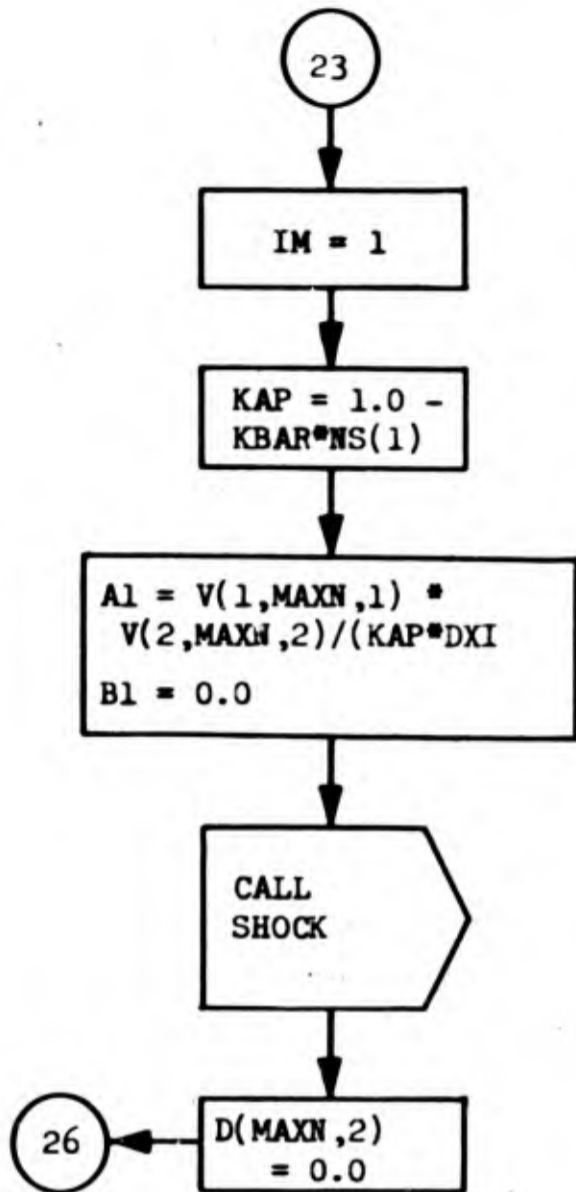 23
IM = 1
KAP = 1.0 -
KBAR*NS(1)
A1 = V(1,MAXN,1) *
V(2,MAXN,2)/(KAP*DXI
B1 = 0.0
CALL
SHOCK
D(MAXN,2)
= 0.0
26